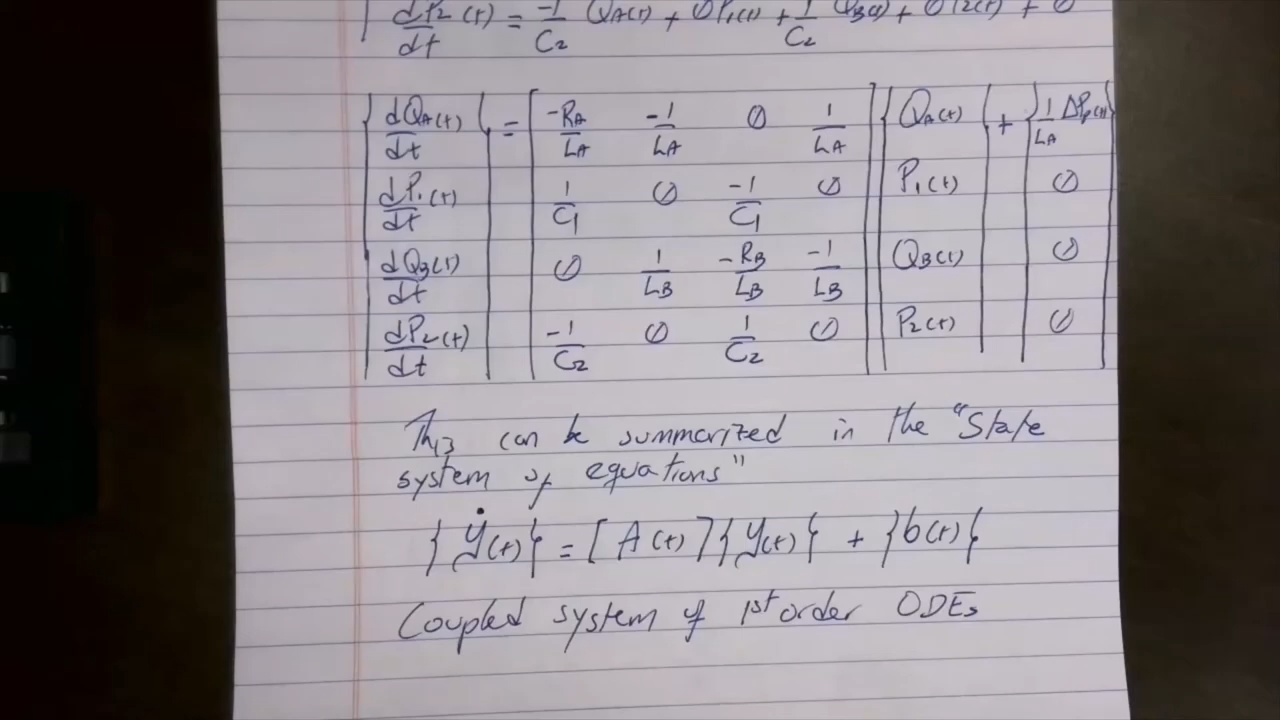 dP2(t)/dt = -1/C2 QA(t) + 0P1(t) + 1/C2 QB(t) + 0P2(t) + 0
{dQA(t)/dt} = [-RA/LA -1/LA 0 1/LA] {QA(t)} + {1/LA ΔPp(t)}
dP1(t)/dt 1/C1 0 -1/C1 0 P1(t) 0
dQB(t)/dt 0 1/LB -RB/LB -1/LB QB(t) 0
dP2(t)/dt -1/C2 0 1/C2 0 P2(t) 0
This can be summarized in the "State
system of equations"
{ẏ(t)} = [A(t)]{y(t)} + {b(t)}
Coupled system of 1st order ODEs